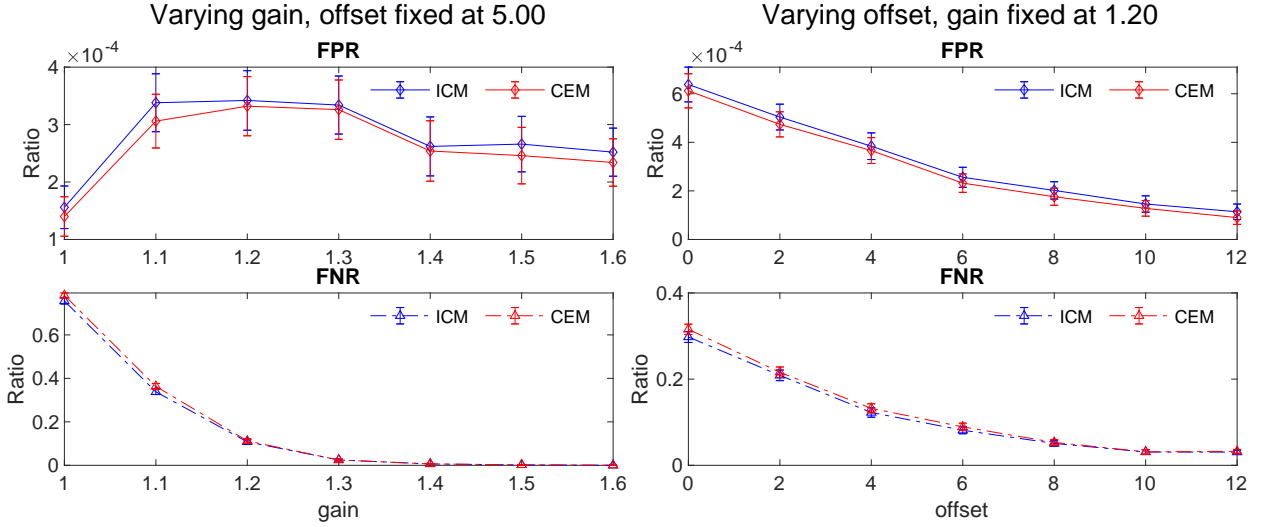 Varying gain, offset fixed at 5.00
×10⁻⁴
FPR
4
3
2
1
Ratio
ICM
CEM
1 1.1 1.2 1.3 1.4 1.5 1.6
FNR
0.6
0.4
0.2
0
Ratio
ICM
CEM
1 1.1 1.2 1.3 1.4 1.5 1.6
gain
Varying offset, gain fixed at 1.20
×10⁻⁴
FPR
6
4
2
0
Ratio
ICM
CEM
0 2 4 6 8 10 12
FNR
0.4
0.2
0
Ratio
ICM
CEM
0 2 4 6 8 10 12
offset